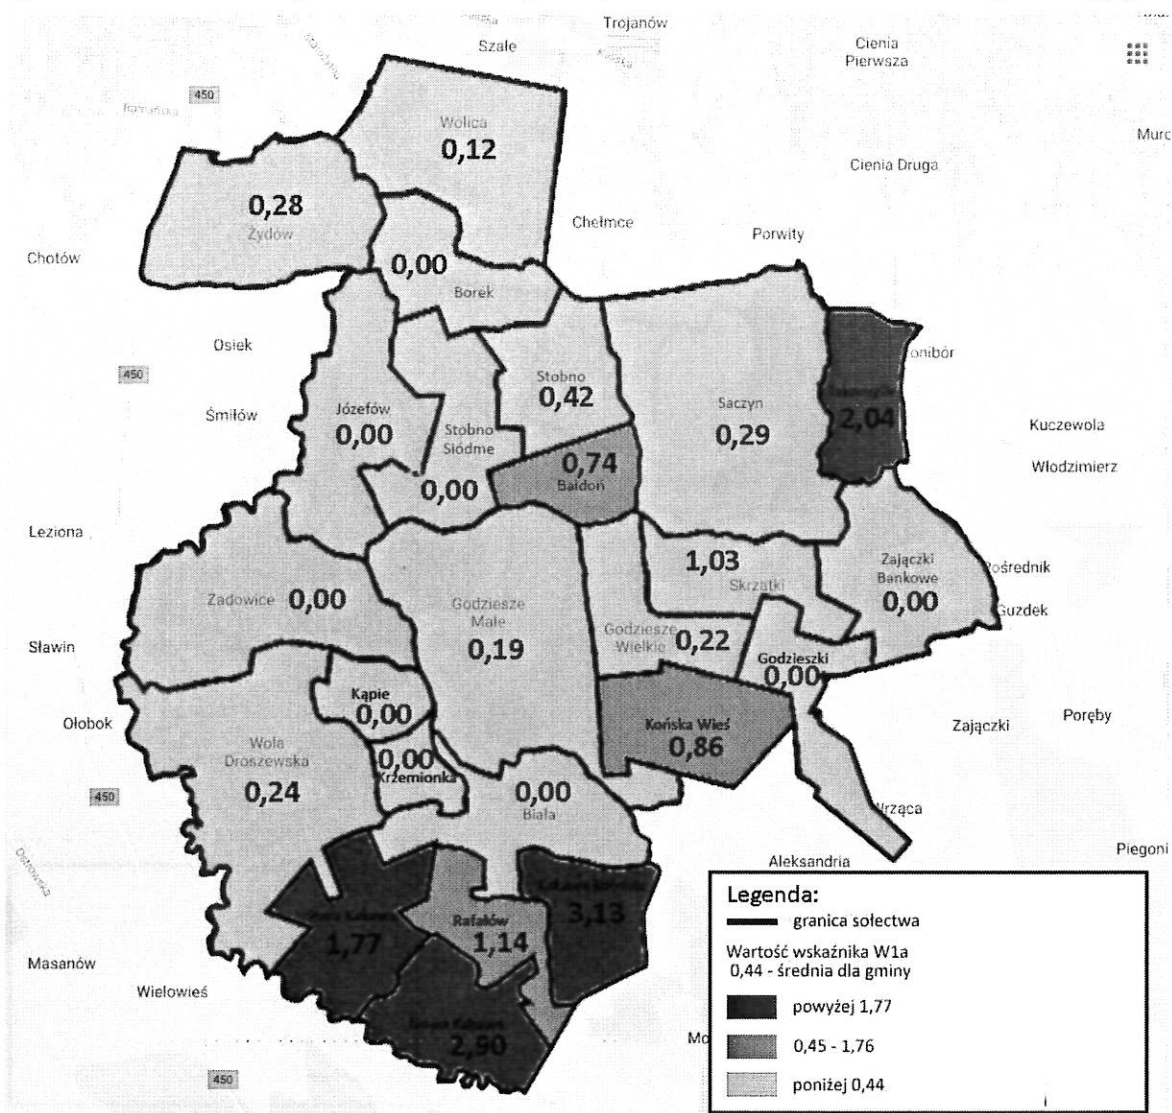 Trojanów
Szałe
Cienia
Pierwsza
450
Wolica
0,12
Cienia Druga
0,28
Żydów
Chełmce
Porwity
Chotów
0,00
Borek
Osiek
450
onibór
Stobno
0,42
Śmiłów
Józefów
0,00
Saczyn
0,29
2,04
Kuczewola
Stobno
Siódme
0,00
0,74
Bałdoń
Włodzimierz
Leziona
1,03
Skrzatki
Zajączki
Bankowe
0,00
Pośrednik
Guzdek
Zadowice 0,00
Godziesze
Małe
0,19
Godziesze
Wielkie
0,22
Sławin
Godzieszki
0,00
Kąpie
0,00
Ołobok
Końska Wieś
0,86
Zajączki
Poręby
Wola
Droszewska
0,24
0,00
Krzemionka
450
0,00
Biała
Wrząca
Ostrowska
Aleksandria
Piegoni
3,13
1,77
Rafałów
1,14
Masanów
Wielowieś
2,90
Mo
450
Legenda:
granica sołectwa
Wartość wskaźnika W1a
0,44 - średnia dla gminy
powyżej 1,77
0,45 - 1,76
poniżej 0,44